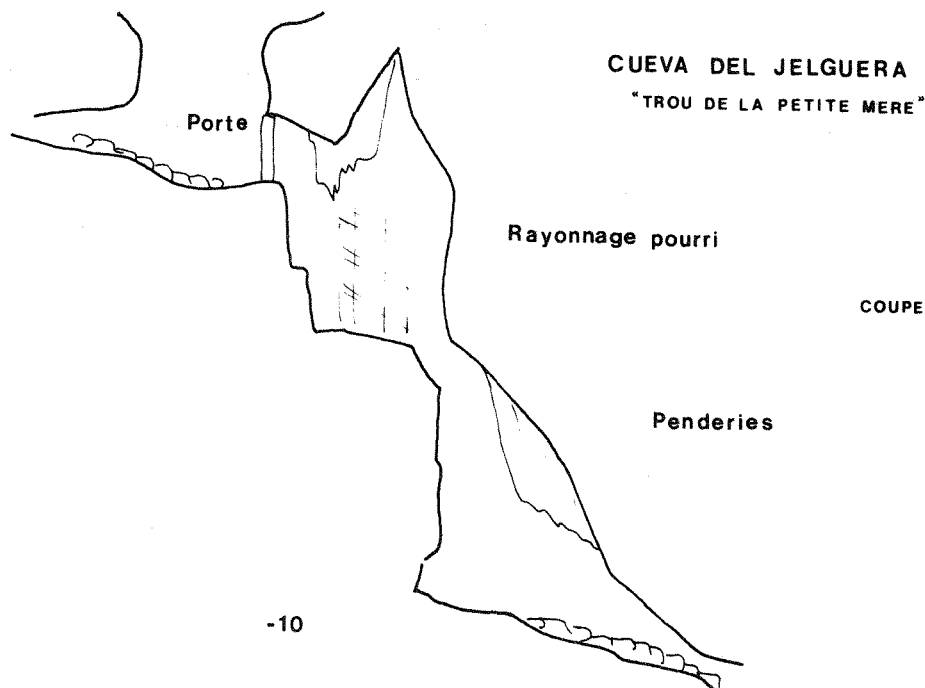 CUEVA DEL JELGUERA
"TROU DE LA PETITE MERE"
Porte
Rayonnage pourri
COUPE
Penderies
-10